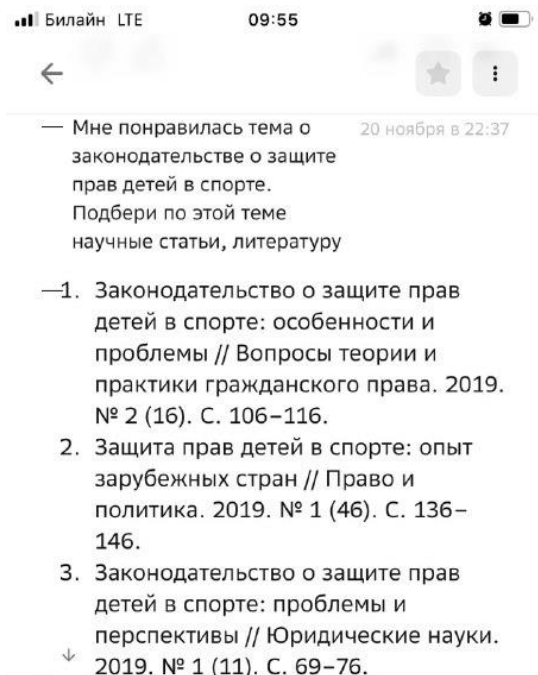 Билайн LTE 09:55
— Мне понравилась тема о 20 ноября в 22:37
законодательстве о защите
прав детей в спорте.
Подбери по этой теме
научные статьи, литературу
—1. Законодательство о защите прав
детей в спорте: особенности и
проблемы // Вопросы теории и
практики гражданского права. 2019.
№ 2 (16). С. 106–116.
2. Защита прав детей в спорте: опыт
зарубежных стран // Право и
политика. 2019. № 1 (46). С. 136–
146.
3. Законодательство о защите прав
детей в спорте: проблемы и
перспективы // Юридические науки.
2019. № 1 (11). С. 69–76.